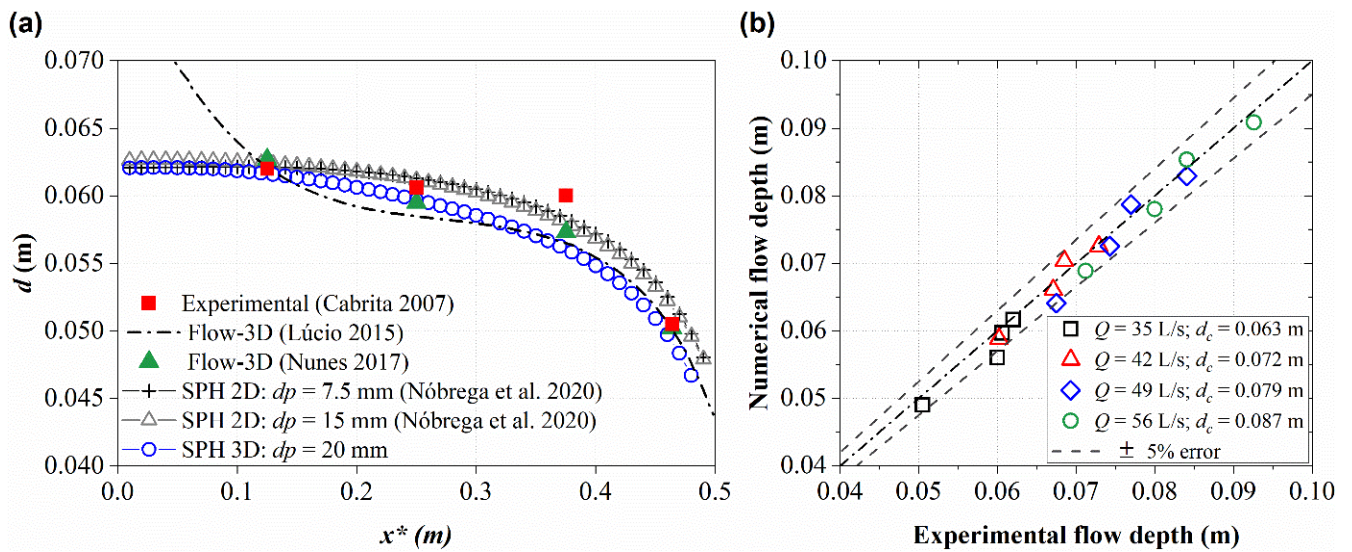 (a)
0.070
0.065
0.060
0.055
0.050
0.045
0.040
d (m)
Experimental (Cabrita 2007)
Flow-3D (Lúcio 2015)
Flow-3D (Nunes 2017)
SPH 2D: dp = 7.5 mm (Nóbrega et al. 2020)
SPH 2D: dp = 15 mm (Nóbrega et al. 2020)
SPH 3D: dp = 20 mm
0.0 0.1 0.2 0.3 0.4 0.5
x* (m)
(b)
0.10
0.09
0.08
0.07
0.06
0.05
0.04
Numerical flow depth (m)
Q = 35 L/s; dc = 0.063 m
Q = 42 L/s; dc = 0.072 m
Q = 49 L/s; dc = 0.079 m
Q = 56 L/s; dc = 0.087 m
± 5% error
0.04 0.05 0.06 0.07 0.08 0.09 0.10
Experimental flow depth (m)